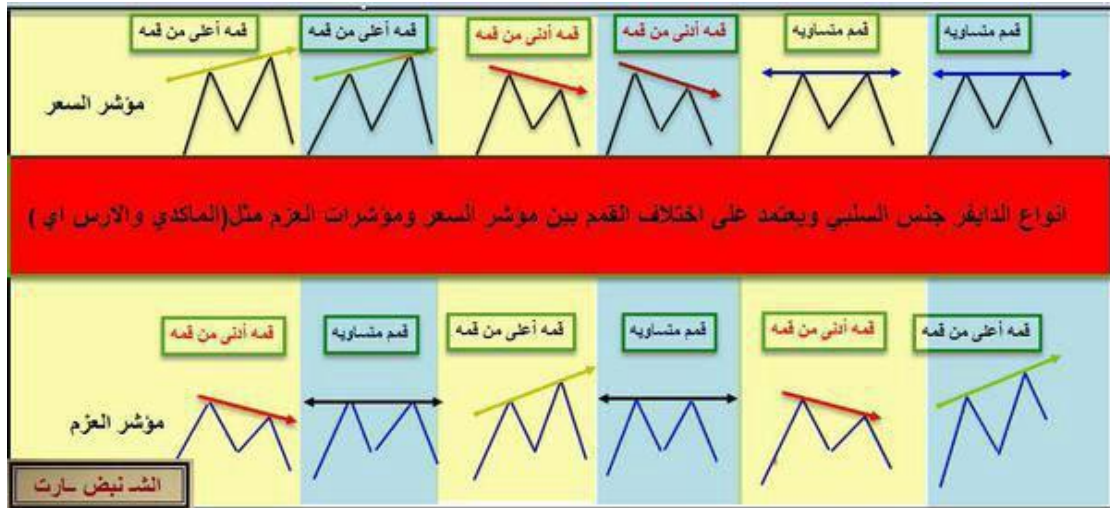 قمم متساويه
قمم متساويه
قمه أدنى من قمه
قمه أدنى من قمه
قمه أعلى من قمه
قمه أعلى من قمه
مؤشر السعر
انواع الدايفر جنس السلبي ويعتمد على اختلاف القمم بين موشر السعر ومؤشرات العزم مثل(الماكدي والارس اي )
قمه أعلى من قمه
قمه أدنى من قمه
قمم متساويه
قمه أعلى من قمه
قمم متساويه
قمه أدنى من قمه
مؤشر العزم
الشـ نبض ـارت